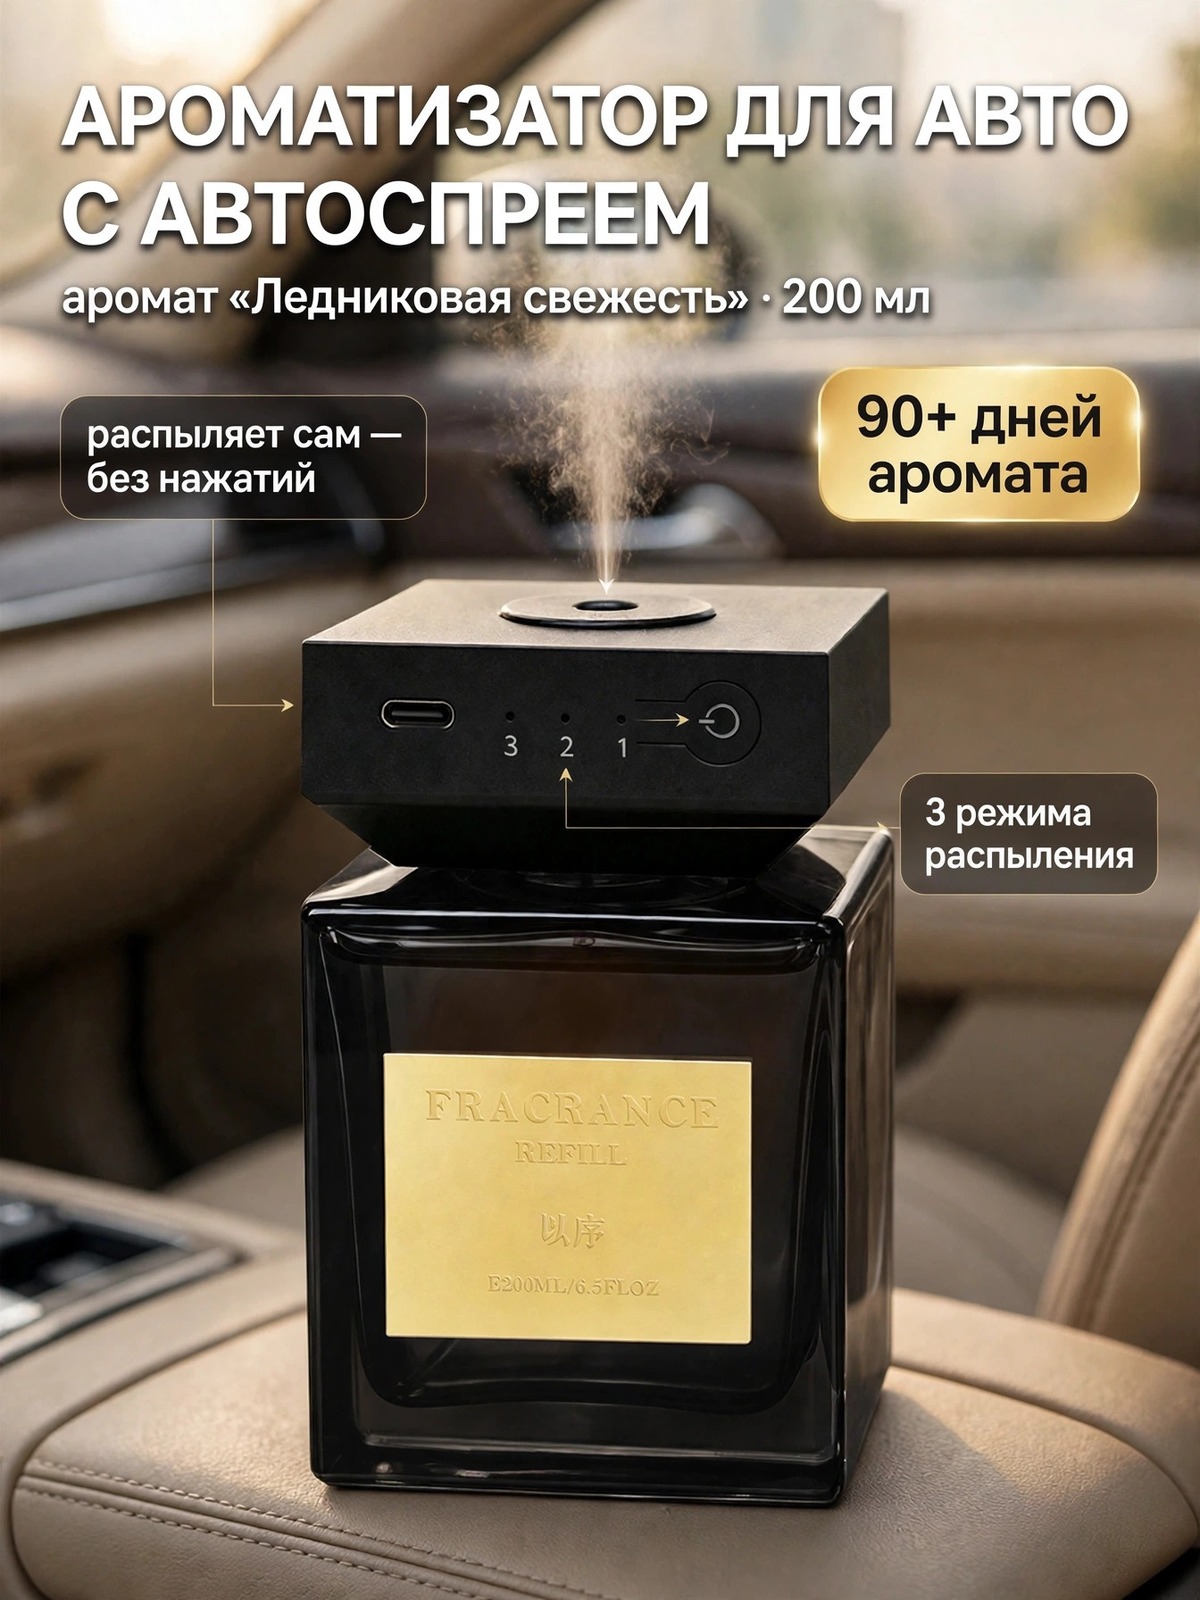 АРОМАТИЗАТОР ДЛЯ АВТО
С АВТОСПРЕЕМ
аромат «Ледниковая свежесть» · 200 мл
распыляет сам —
без нажатий
90+ дней
аромата
3 2 1
3 режима
распыления
FRACRANCE
REFILL
以序
E200ML/6.5FLOZ